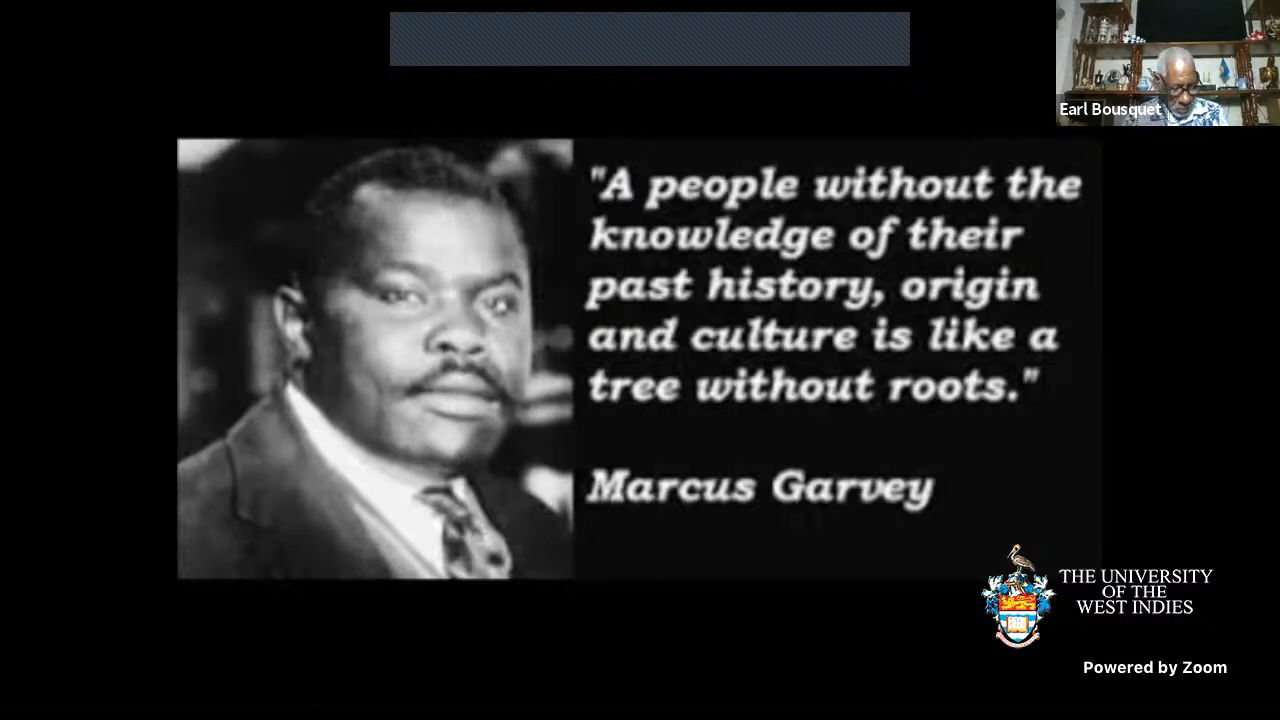 Earl Bousquet
"A people without the
knowledge of their
past history, origin
and culture is like a
tree without roots."
Marcus Garvey
THE UNIVERSITY
OF THE
WEST INDIES
Powered by Zoom